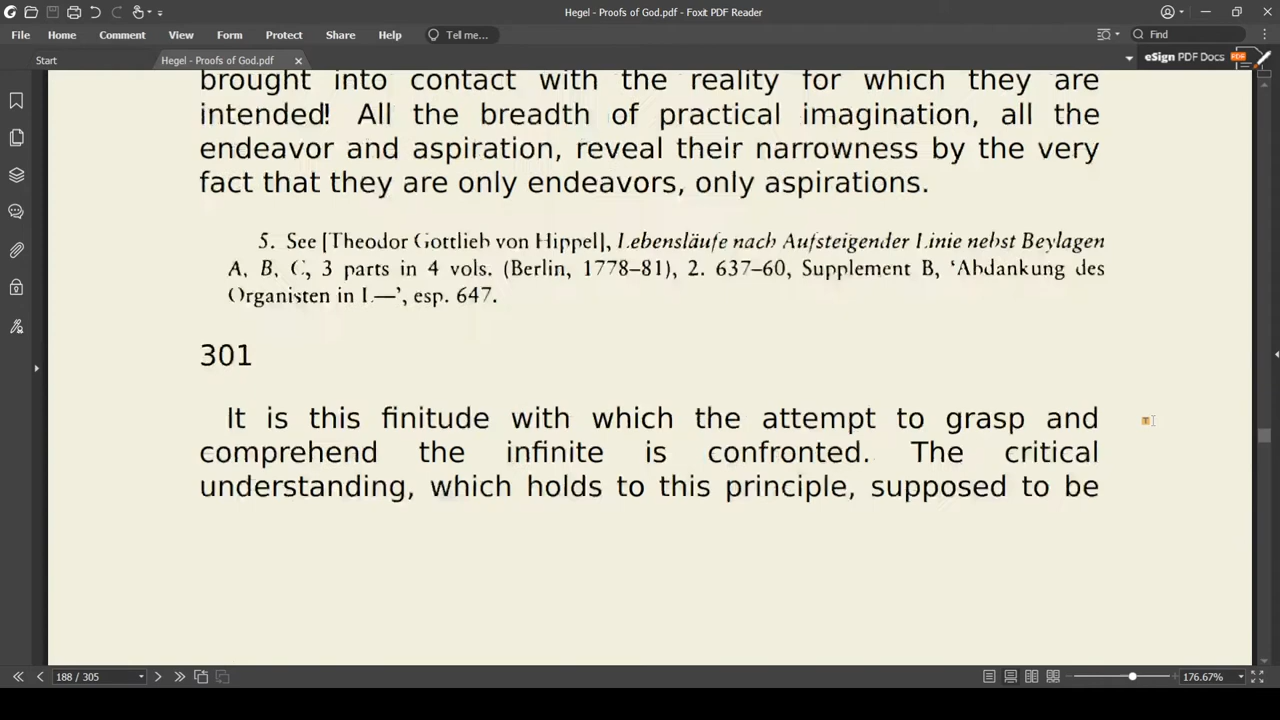 Hegel - Proofs of God.pdf - Foxit PDF Reader
File Home Comment View Form Protect Share Help Tell me... Find
Start Hegel - Proofs of God.pdf eSign PDF Docs PDF
brought into contact with the reality for which they are
intended! All the breadth of practical imagination, all the
endeavor and aspiration, reveal their narrowness by the very
fact that they are only endeavors, only aspirations.
5. See [Theodor Gottlieb von Hippel], Lebensläufe nach Aufsteigender Linie nebst Beylagen
A, B, C, 3 parts in 4 vols. (Berlin, 1778–81), 2. 637–60, Supplement B, ‘Abdankung des
Organisten in L—’, esp. 647.
301
It is this finitude with which the attempt to grasp and
comprehend the infinite is confronted. The critical
understanding, which holds to this principle, supposed to be
188 / 305 176.67%